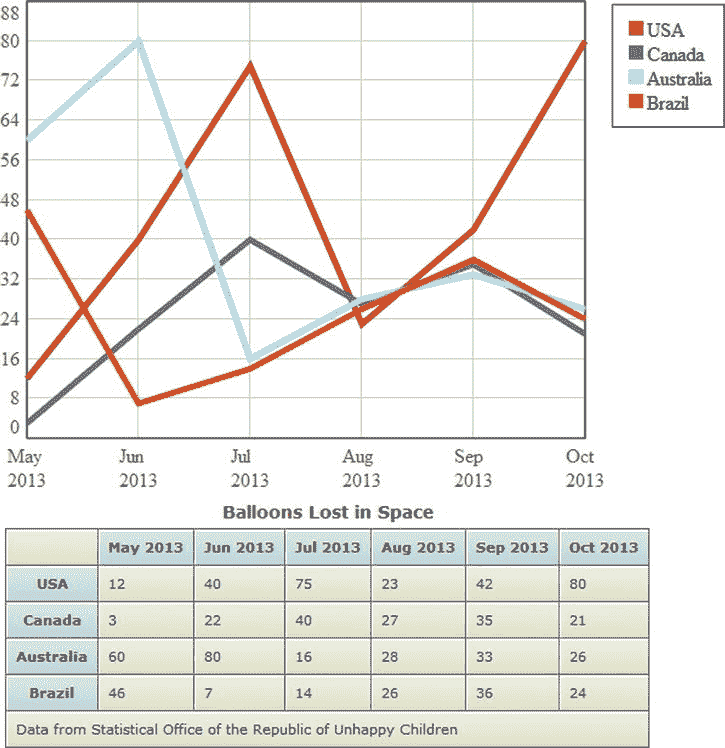 88
80
72
64
56
48
40
32
24
16
8
0
May Jun Jul Aug Sep Oct
2013 2013 2013 2013 2013 2013
USA
Canada
Australia
Brazil
Balloons Lost in Space
May 2013 Jun 2013 Jul 2013 Aug 2013 Sep 2013 Oct 2013
USA 12 40 75 23 42 80
Canada 3 22 40 27 35 21
Australia 60 80 16 28 33 26
Brazil 46 7 14 26 36 24
Data from Statistical Office of the Republic of Unhappy Children